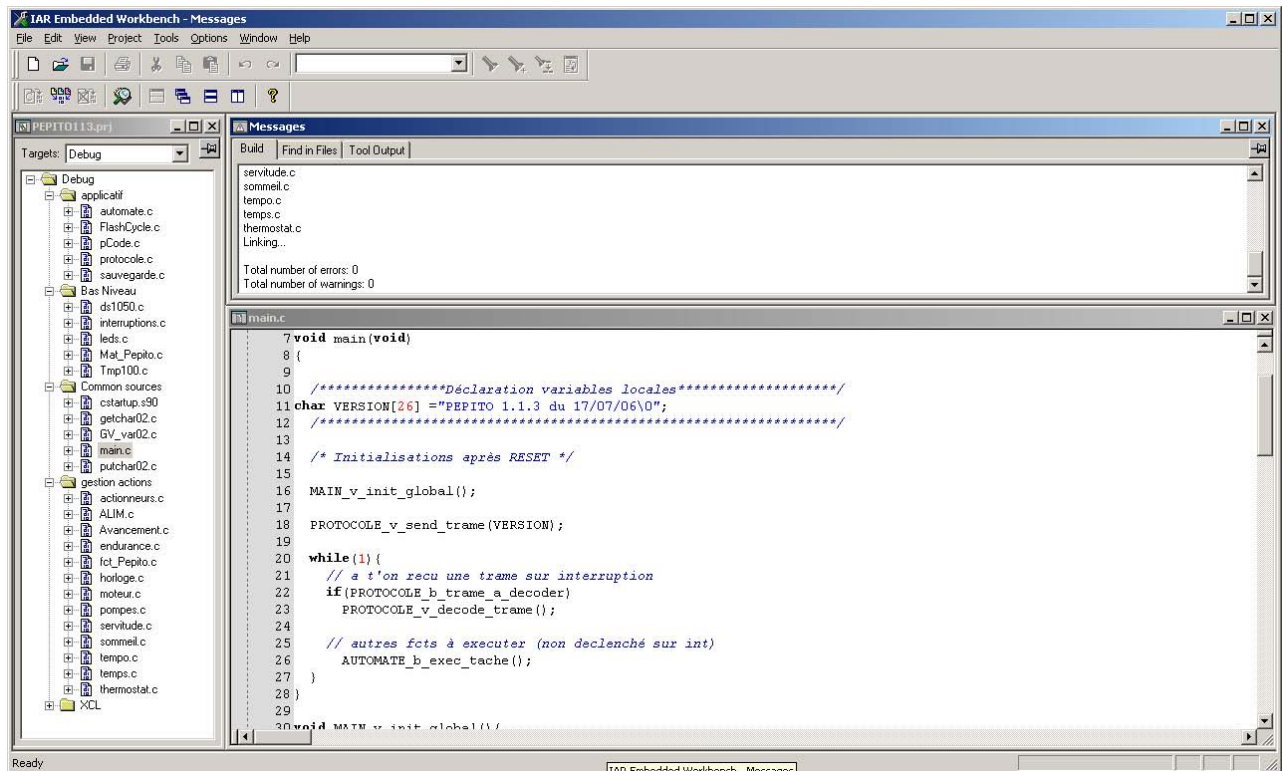 IAR Embedded Workbench - Messages
File Edit View Project Tools Options Window Help
PEPITO113.prj
Targets: Debug
Debug
applicatif
automate.c
FlashCycle.c
pCode.c
protocole.c
sauvegarde.c
Bas Niveau
ds1050.c
interruptions.c
leds.c
Mat_Pepito.c
Tmp100.c
Common sources
cstartup.s90
getchar02.c
GV_var02.c
main.c
putchar02.c
gestion actions
actionneurs.c
ALIM.c
Avancement.c
endurance.c
fct_Pepito.c
horloge.c
moteur.c
pompes.c
servitude.c
sommeil.c
tempo.c
temps.c
thermostat.c
XCL
Messages
Build Find in Files Tool Output
servitude.c
sommeil.c
tempo.c
temps.c
thermostat.c
Linking...
Total number of errors: 0
Total number of warnings: 0
main.c
7 void main(void)
8 {
9
10 /****************Déclaration variables locales********************/
11 char VERSION[26] ="PEPITO 1.1.3 du 17/07/06\0";
12 /*****************************************************************/
13
14 /* Initialisations après RESET */
15
16 MAIN_v_init_global();
17
18 PROTOCOLE_v_send_trame(VERSION);
19
20 while(1){
21 // a t'on recu une trame sur interruption
22 if(PROTOCOLE_b_trame_a_decoder)
23 PROTOCOLE_v_decode_trame();
24
25 // autres fcts à executer (non declenché sur int)
26 AUTOMATE_b_exec_tache();
27 }
28 }
29
30 void MAIN_v_init_global(){
Ready
IAR Embedded Workbench - Messages